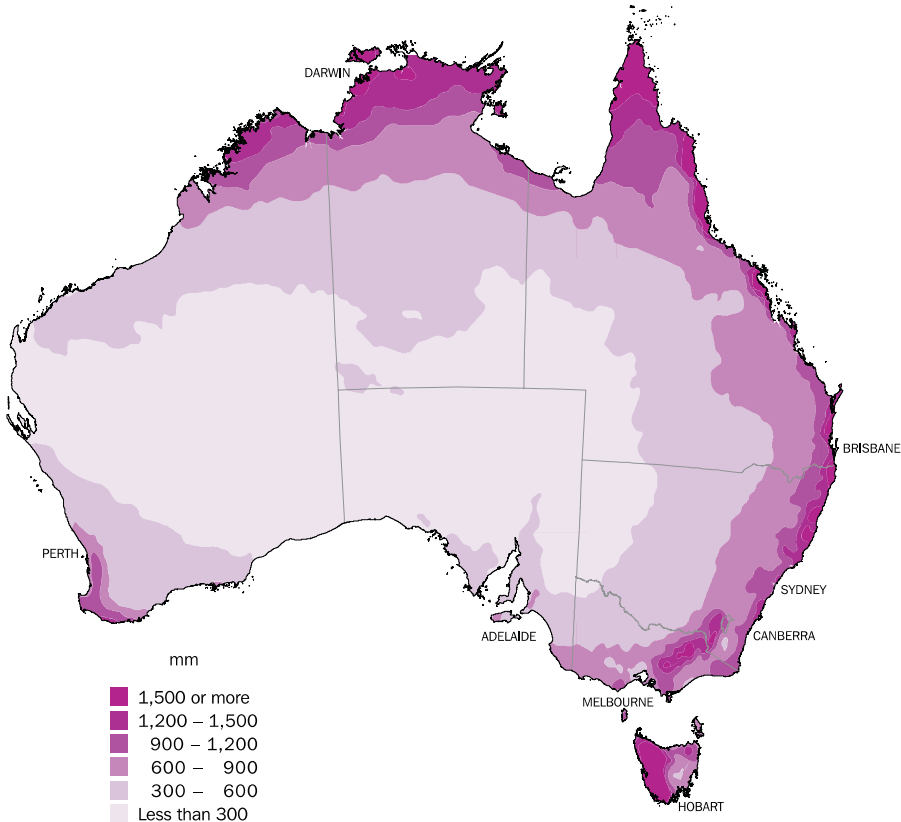 DARWIN
BRISBANE
PERTH
SYDNEY
ADELAIDE
CANBERRA
MELBOURNE
HOBART
mm
1,500 or more
1,200 – 1,500
900 – 1,200
600 – 900
300 – 600
Less than 300